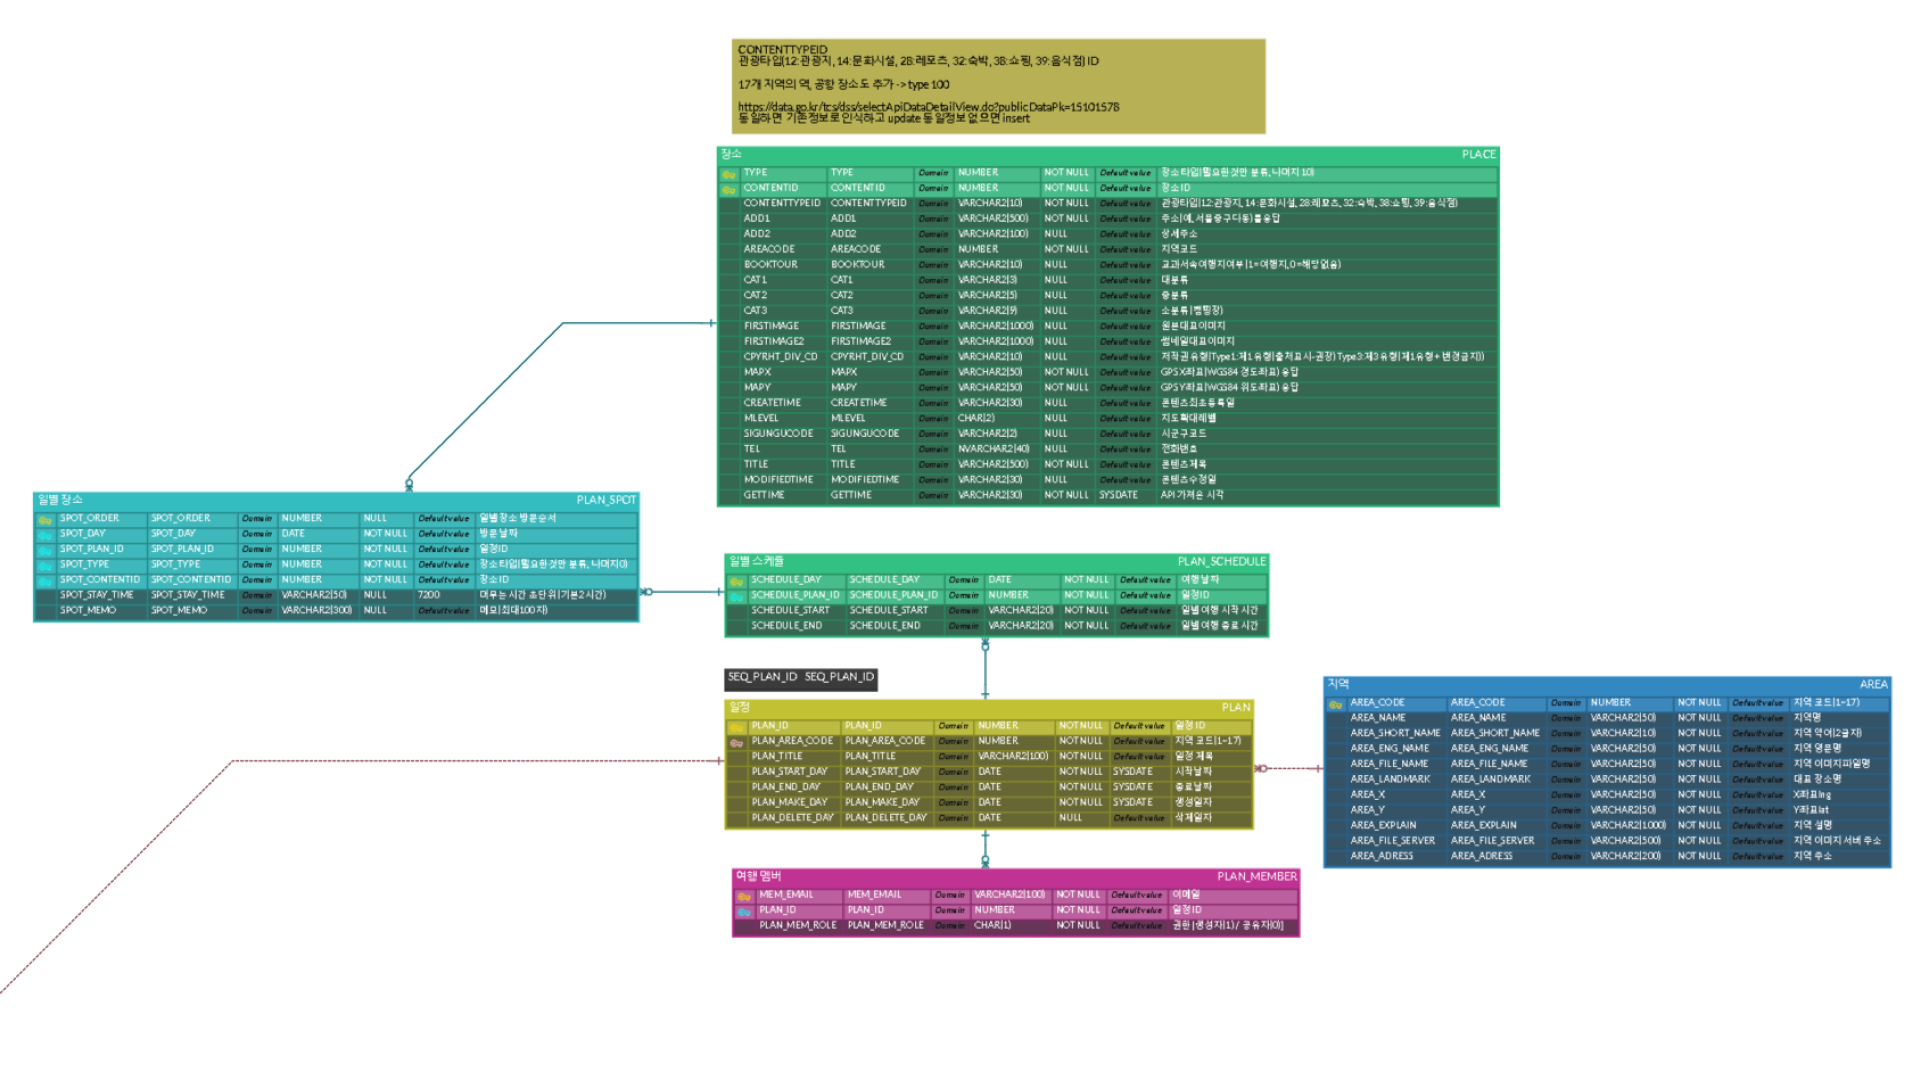 CONTENTTYPEID
관광타입(12:관광지, 14:문화시설, 28:레포츠, 32:숙박, 38:쇼핑, 39:음식점) ID
17개 지역의 역, 공항 장소도 추가 -> type 100
https://data.go.kr/tcs/dss/selectApiDataDetailView.do?publicDataPk=15101578
동일하면 기존정보로 인식하고 update 동일정보 없으면 insert
장소 PLACE
TYPE TYPE Domain NUMBER NOT NULL Default value 장소타입(필요한것만 분류, 나머지 10)
CONTENTID CONTENTID Domain NUMBER NOT NULL Default value 장소ID
CONTENTTYPEID CONTENTTYPEID Domain VARCHAR2(10) NOT NULL Default value 관광타입(12:관광지, 14:문화시설, 28:레포츠, 32:숙박, 38:쇼핑, 39:음식점)
ADD1 ADD1 Domain VARCHAR2(500) NOT NULL Default value 주소(예, 서울중구다동)를응답
ADD2 ADD2 Domain VARCHAR2(100) NULL Default value 상세주소
AREACODE AREACODE Domain NUMBER NOT NULL Default value 지역코드
BOOKTOUR BOOKTOUR Domain VARCHAR2(10) NULL Default value 교과서속여행지여부(1=여행지,0=해당없음)
CAT1 CAT1 Domain VARCHAR2(3) NULL Default value 대분류
CAT2 CAT2 Domain VARCHAR2(5) NULL Default value 중분류
CAT3 CAT3 Domain VARCHAR2(9) NULL Default value 소분류(캠핑장)
FIRSTIMAGE FIRSTIMAGE Domain VARCHAR2(1000) NULL Default value 원본대표이미지
FIRSTIMAGE2 FIRSTIMAGE2 Domain VARCHAR2(1000) NULL Default value 썸네일대표이미지
CPYRHT_DIV_CD CPYRHT_DIV_CD Domain VARCHAR2(10) NULL Default value 저작권 유형(Type1:제1유형(출처표시-권장) Type3:제3유형(제1유형+변경금지))
MAPX MAPX Domain VARCHAR2(50) NOT NULL Default value GPS X좌표(WGS84 경도좌표) 응답
MAPY MAPY Domain VARCHAR2(50) NOT NULL Default value GPS Y좌표(WGS84 위도좌표) 응답
CREATETIME CREATETIME Domain VARCHAR2(30) NULL Default value 콘텐츠최초등록일
MLEVEL MLEVEL Domain CHAR(2) NULL Default value 지도확대레벨
SIGUNGUCODE SIGUNGUCODE Domain VARCHAR2(2) NULL Default value 시군구코드
TEL TEL Domain NVARCHAR2(40) NULL Default value 전화번호
TITLE TITLE Domain VARCHAR2(500) NOT NULL Default value 콘텐츠제목
MODIFIEDTIME MODIFIEDTIME Domain VARCHAR2(30) NULL Default value 콘텐츠수정일
GETTIME GETTIME Domain VARCHAR2(30) NOT NULL SYSDATE API 가져온 시각
일별 장소 PLAN_SPOT
SPOT_ORDER SPOT_ORDER Domain NUMBER NULL Default value 일별장소 방문순서
SPOT_DAY SPOT_DAY Domain DATE NOT NULL Default value 방문날짜
SPOT_PLAN_ID SPOT_PLAN_ID Domain NUMBER NOT NULL Default value 일정ID
SPOT_TYPE SPOT_TYPE Domain NUMBER NOT NULL Default value 장소타입(필요한것만 분류, 나머지0)
SPOT_CONTENTID SPOT_CONTENTID Domain NUMBER NOT NULL Default value 장소ID
SPOT_STAY_TIME SPOT_STAY_TIME Domain VARCHAR2(50) NULL 7200 머무는시간 초단위(기본2시간)
SPOT_MEMO SPOT_MEMO Domain VARCHAR2(300) NULL Default value 메모(최대100자)
일별 스케줄 PLAN_SCHEDULE
SCHEDULE_DAY SCHEDULE_DAY Domain DATE NOT NULL Default value 여행날짜
SCHEDULE_PLAN_ID SCHEDULE_PLAN_ID Domain NUMBER NOT NULL Default value 일정ID
SCHEDULE_START SCHEDULE_START Domain VARCHAR2(20) NOT NULL Default value 일별여행 시작 시간
SCHEDULE_END SCHEDULE_END Domain VARCHAR2(20) NOT NULL Default value 일별여행 종료 시간
SEQ_PLAN_ID SEQ_PLAN_ID
일정 PLAN
PLAN_ID PLAN_ID Domain NUMBER NOT NULL Default value 일정 ID
PLAN_AREA_CODE PLAN_AREA_CODE Domain NUMBER NOT NULL Default value 지역 코드(1~17)
PLAN_TITLE PLAN_TITLE Domain VARCHAR2(100) NOT NULL Default value 일정 제목
PLAN_START_DAY PLAN_START_DAY Domain DATE NOT NULL SYSDATE 시작날짜
PLAN_END_DAY PLAN_END_DAY Domain DATE NOT NULL SYSDATE 종료날짜
PLAN_MAKE_DAY PLAN_MAKE_DAY Domain DATE NOT NULL SYSDATE 생성일자
PLAN_DELETE_DAY PLAN_DELETE_DAY Domain DATE NULL Default value 삭제일자
지역 AREA
AREA_CODE AREA_CODE Domain NUMBER NOT NULL Default value 지역 코드(1~17)
AREA_NAME AREA_NAME Domain VARCHAR2(50) NOT NULL Default value 지역명
AREA_SHORT_NAME AREA_SHORT_NAME Domain VARCHAR2(10) NOT NULL Default value 지역 약어(2글자)
AREA_ENG_NAME AREA_ENG_NAME Domain VARCHAR2(50) NOT NULL Default value 지역 영문명
AREA_FILE_NAME AREA_FILE_NAME Domain VARCHAR2(50) NOT NULL Default value 지역 이미지파일명
AREA_LANDMARK AREA_LANDMARK Domain VARCHAR2(50) NOT NULL Default value 대표 장소명
AREA_X AREA_X Domain VARCHAR2(50) NOT NULL Default value X좌표lng
AREA_Y AREA_Y Domain VARCHAR2(50) NOT NULL Default value Y좌표lat
AREA_EXPLAIN AREA_EXPLAIN Domain VARCHAR2(1000) NOT NULL Default value 지역 설명
AREA_FILE_SERVER AREA_FILE_SERVER Domain VARCHAR2(500) NOT NULL Default value 지역 이미지 서버 주소
AREA_ADRESS AREA_ADRESS Domain VARCHAR2(200) NOT NULL Default value 지역 주소
여행 멤버 PLAN_MEMBER
MEM_EMAIL MEM_EMAIL Domain VARCHAR2(100) NOT NULL Default value 이메일
PLAN_ID PLAN_ID Domain NUMBER NOT NULL Default value 일정ID
PLAN_MEM_ROLE PLAN_MEM_ROLE Domain CHAR(1) NOT NULL Default value 권한 [생성자(1) / 공유자(0)]